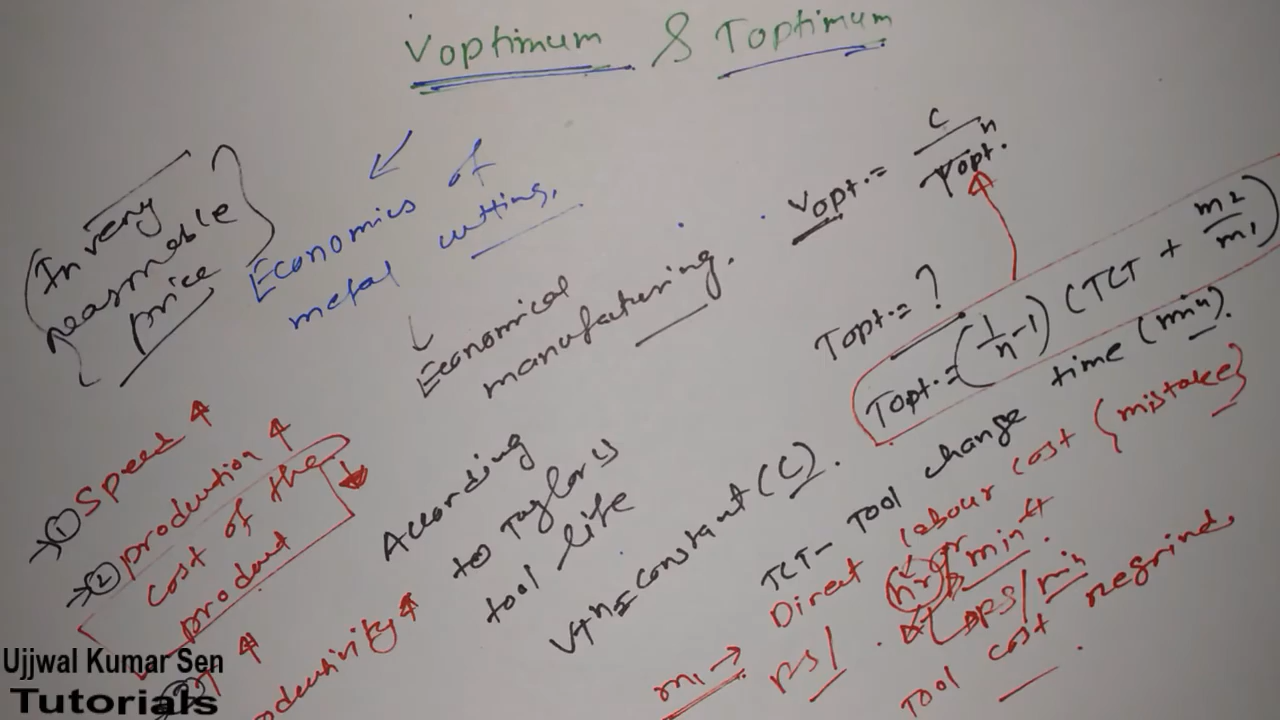 Voptimum & Toptimum
(In very
reasonable
price)
Economics of
metal cutting.
Economical
manufacturing.
Vopt. = C / Topt.^n
Topt. = ?
Topt. = (1/n - 1) (TCT + m2/m1)
→① Speed ↑
→② production ↑
cost of the
product ↓
According
to Taylor's
tool life
VT^n = constant (C).
TCT - Tool change time (min).
m1 → Direct labour cost {mistake}
rs/
rs/min
Tool cost regrind
Ujjwal Kumar Sen
Tutorials